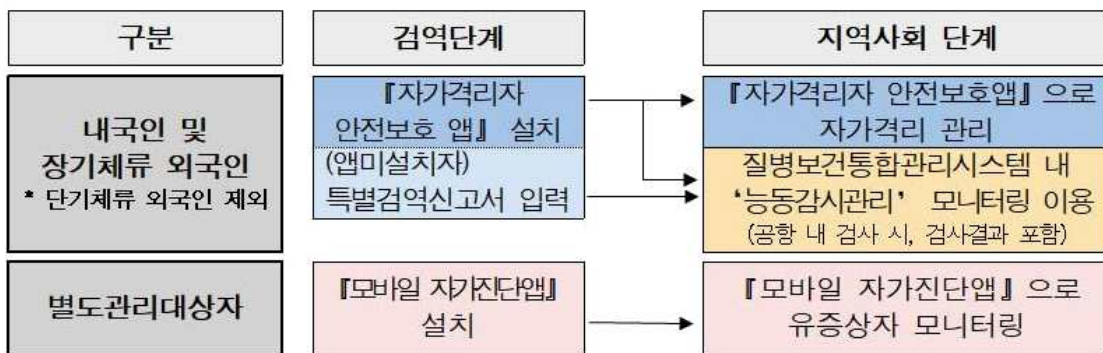 구분
검역단계
지역사회 단계
내국인 및
장기체류 외국인
* 단기체류 외국인 제외
『자가격리자
안전보호 앱』 설치
(앱미설치자)
특별검역신고서 입력
『자가격리자 안전보호앱』으로
자가격리 관리
질병보건통합관리시스템 내
‘능동감시관리’ 모니터링 이용
(공항 내 검사 시, 검사결과 포함)
별도관리대상자
『모바일 자가진단앱』
설치
『모바일 자가진단앱』으로
유증상자 모니터링